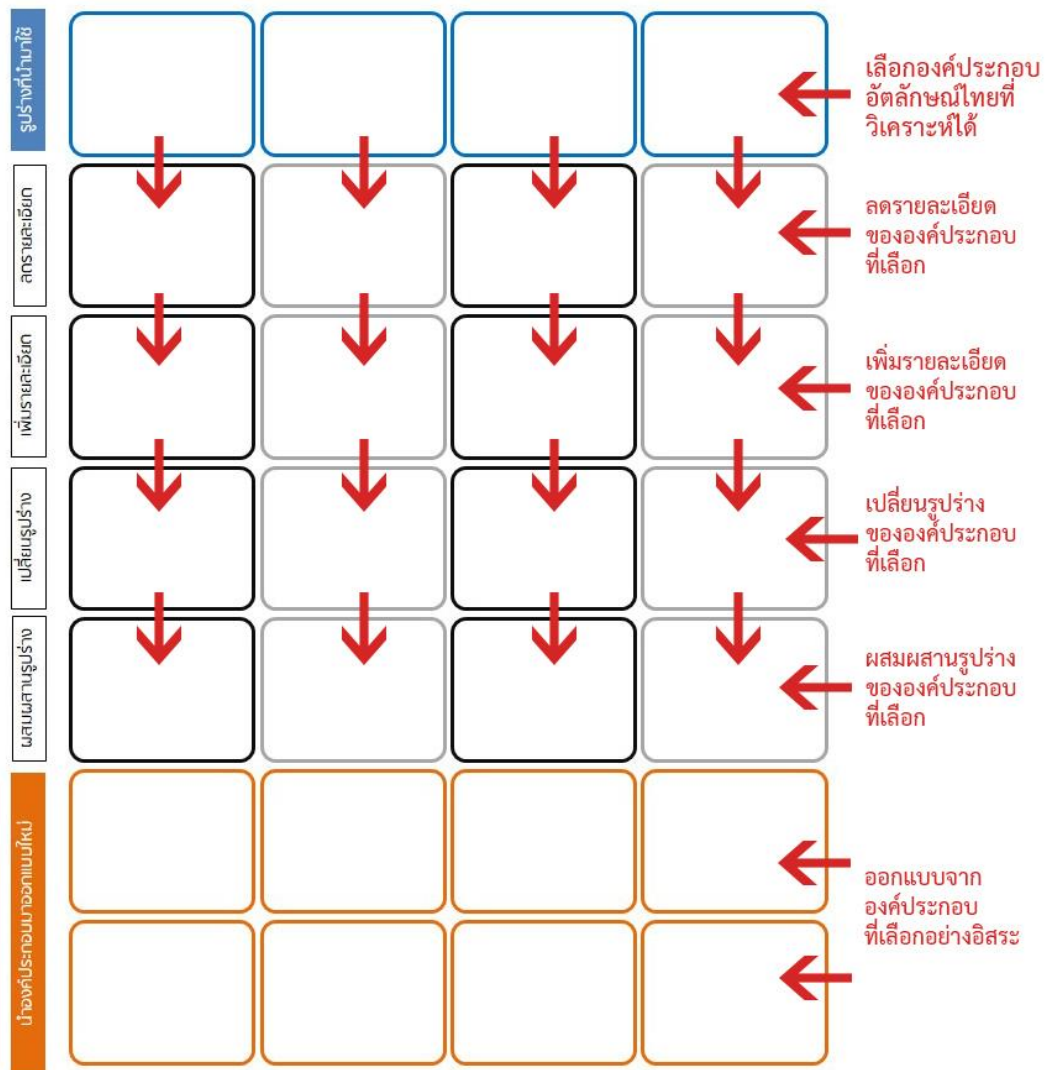 รูปร่างที่นำมาใช้
เลือกองค์ประกอบ
อัตลักษณ์ไทยที่
วิเคราะห์ได้
ลดรายละเอียด
ลดรายละเอียด
ขององค์ประกอบ
ที่เลือก
เพิ่มรายละเอียด
เพิ่มรายละเอียด
ขององค์ประกอบ
ที่เลือก
เปลี่ยนรูปร่าง
เปลี่ยนรูปร่าง
ขององค์ประกอบ
ที่เลือก
ผสมผสานรูปร่าง
ผสมผสานรูปร่าง
ขององค์ประกอบ
ที่เลือก
นำองค์ประกอบมาออกแบบใหม่
ออกแบบจาก
องค์ประกอบ
ที่เลือกอย่างอิสระ